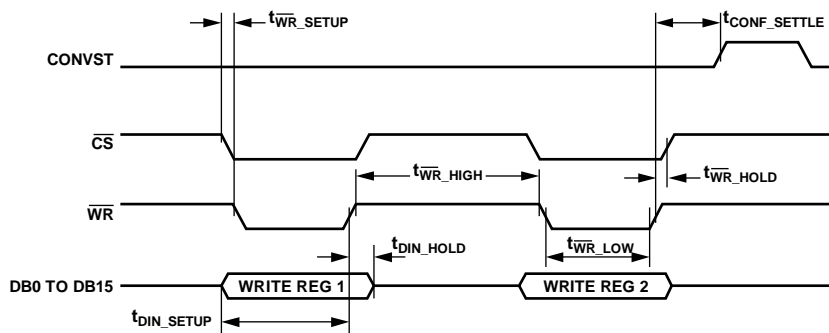 tWR_SETUP
tCONF_SETTLE
CONVST
CS
tWR_HIGH
tWR_HOLD
WR
tDIN_HOLD
tWR_LOW
DB0 TO DB15
WRITE REG 1
WRITE REG 2
tDIN_SETUP